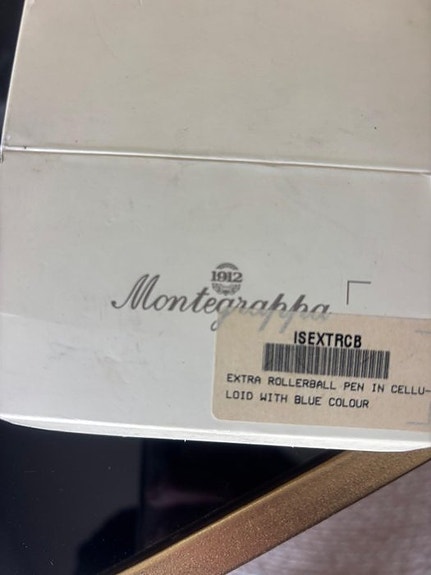 1912
Montegrappa
ISEXTRCB
EXTRA ROLLERBALL PEN IN CELLU-
LOID WITH BLUE COLOUR